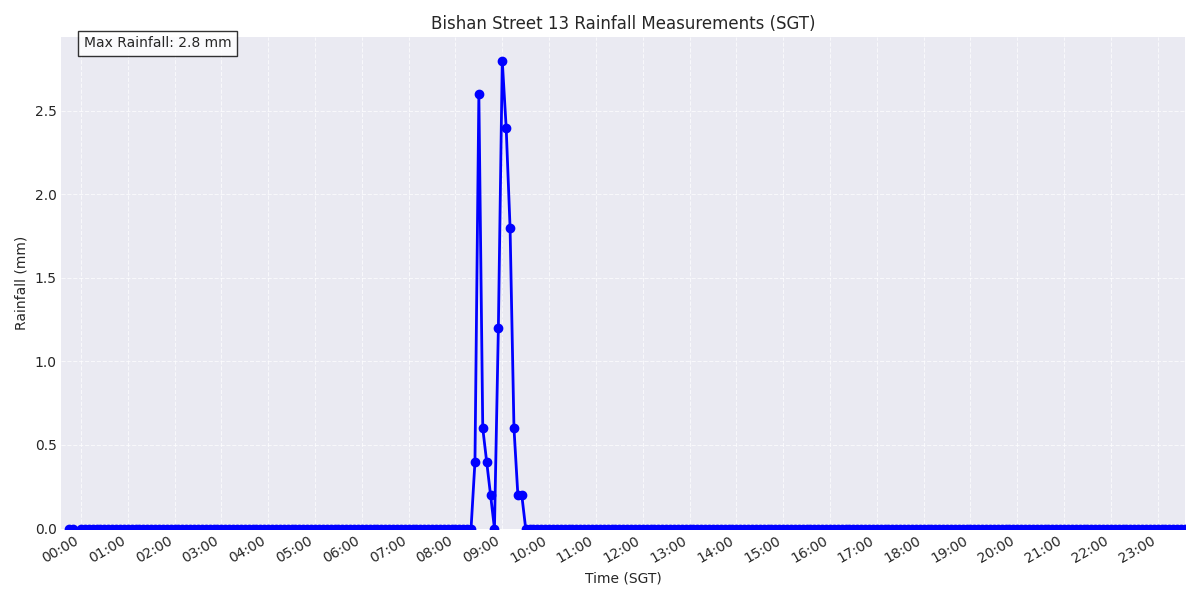 Bishan Street 13 Rainfall Measurements (SGT)
Max Rainfall: 2.8 mm
Rainfall (mm)
2.5
2.0
1.5
1.0
0.5
0.0
00:00 01:00 02:00 03:00 04:00 05:00 06:00 07:00 08:00 09:00 10:00 11:00 12:00 13:00 14:00 15:00 16:00 17:00 18:00 19:00 20:00 21:00 22:00 23:00
Time (SGT)